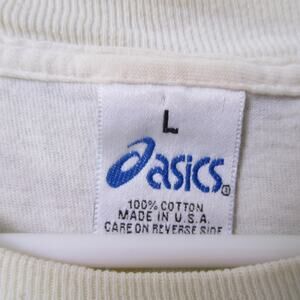 L
asics®
100% COTTON
MADE IN U.S.A.
CARE ON REVERSE SIDE